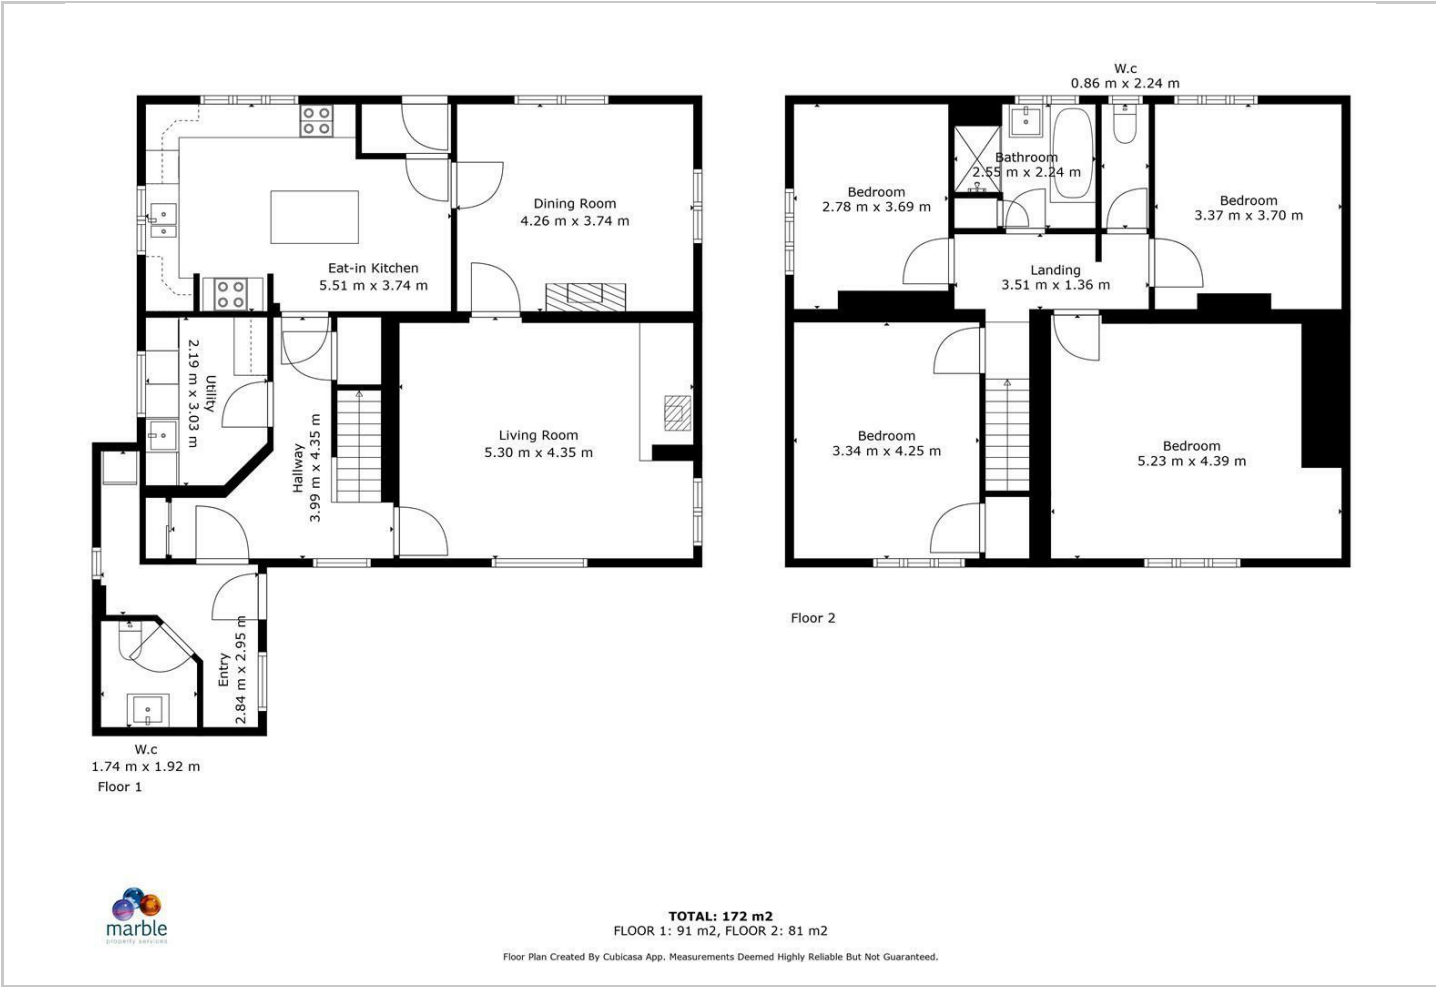 W.c
0.86 m x 2.24 m
Dining Room
4.26 m x 3.74 m
Eat-in Kitchen
5.51 m x 3.74 m
Utility
2.19 m x 3.03 m
Hallway
3.99 m x 4.35 m
Living Room
5.30 m x 4.35 m
Entry
2.84 m x 2.95 m
W.c
1.74 m x 1.92 m
Floor 1
Bedroom
2.78 m x 3.69 m
Bathroom
2.55 m x 2.24 m
Bedroom
3.37 m x 3.70 m
Landing
3.51 m x 1.36 m
Bedroom
3.34 m x 4.25 m
Bedroom
5.23 m x 4.39 m
Floor 2
marble
property services
TOTAL: 172 m2
FLOOR 1: 91 m2, FLOOR 2: 81 m2
Floor Plan Created By Cubicasa App. Measurements Deemed Highly Reliable But Not Guaranteed.